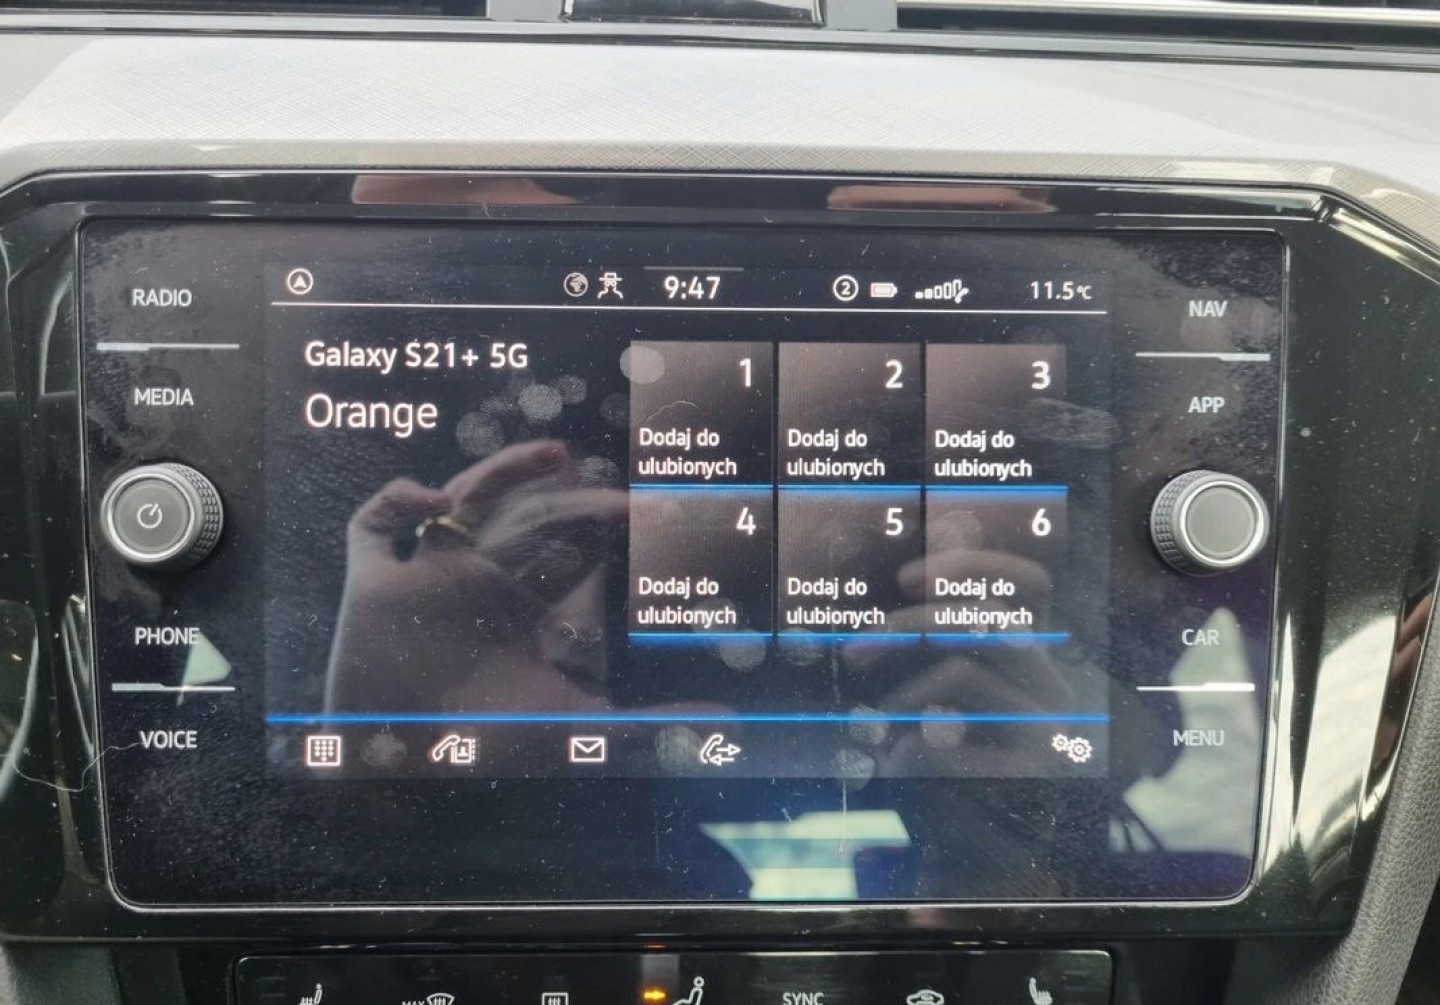 RADIO
MEDIA
PHONE
VOICE
9:47
2
11.5°C
Galaxy S21+ 5G
Orange
1
Dodaj do
ulubionych
2
Dodaj do
ulubionych
3
Dodaj do
ulubionych
4
Dodaj do
ulubionych
5
Dodaj do
ulubionych
6
Dodaj do
ulubionych
NAV
APP
CAR
MENU
MAX
SYNC